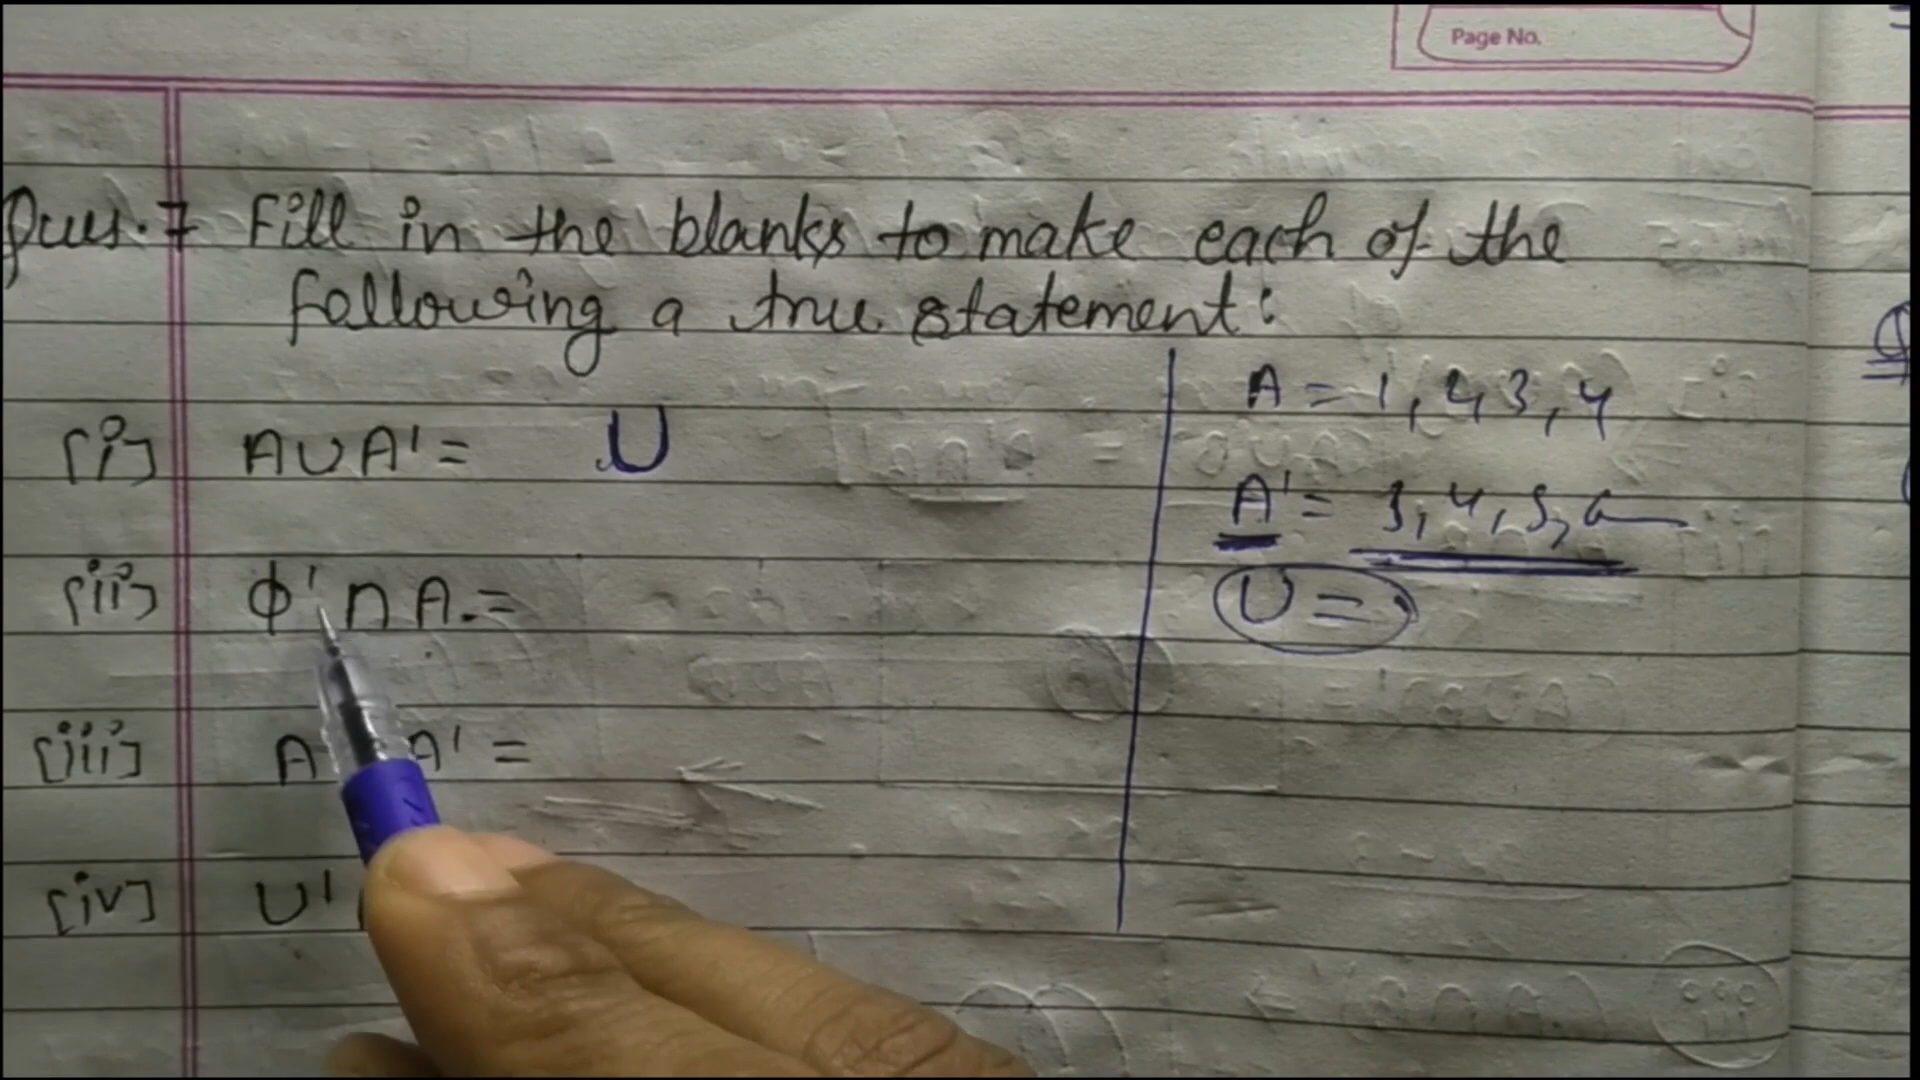 Page No.
Ques.7 Fill in the blanks to make each of the
following a true statement:
[i] A∪A' = U
[ii] ϕ'∩A.=
[iii] A A' =
[iv] U'
A = 1, 2, 3, 4
A' = 3, 4, 5, 6
U =